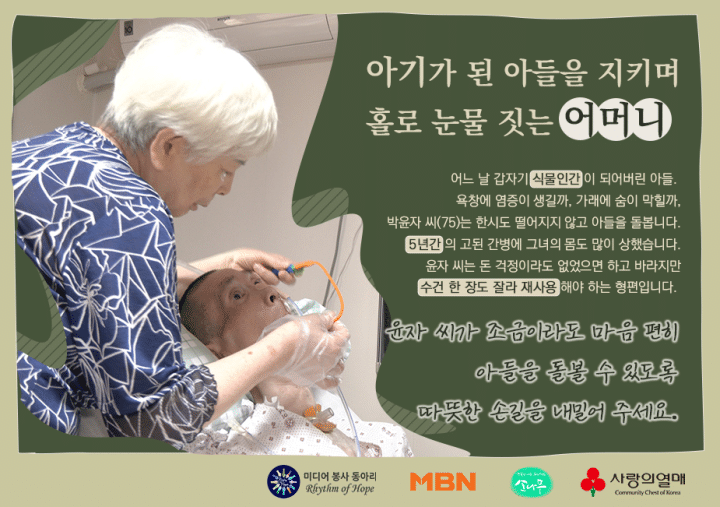 아기가 된 아들을 지키며
홀로 눈물 짓는 어머니
어느 날 갑자기 식물인간이 되어버린 아들.
욕창에 염증이 생길까, 가래에 숨이 막힐까,
박윤자 씨(75)는 한시도 떨어지지 않고 아들을 돌봅니다.
5년간의 고된 간병에 그녀의 몸도 많이 상했습니다.
윤자 씨는 돈 걱정이라도 없었으면 하고 바라지만
수건 한 장도 잘라 재사용해야 하는 형편입니다.
윤자 씨가 조금이라도 마음 편히
아들을 돌볼 수 있도록
따뜻한 손길을 내밀어 주세요.
미디어 봉사 동아리
Rhythm of Hope
MBN
소나무
사랑의열매
Community Chest of Korea